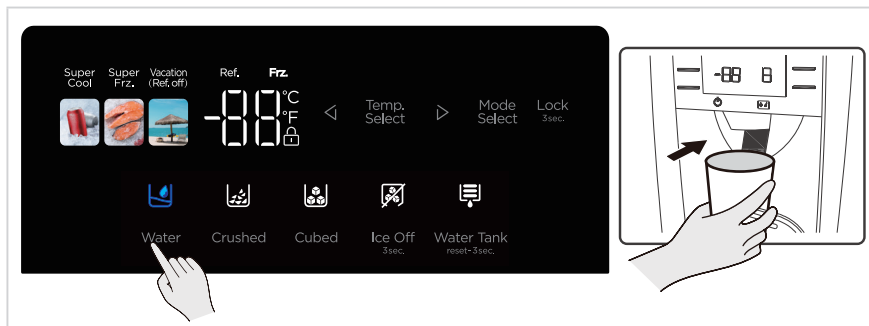 Super Cool
Super Frz.
Vacation (Ref. off)
Ref.
Frz.
-88
°C
°F
Temp. Select
Mode Select
Lock
3sec.
-88 8
Water
Crushed
Cubed
Ice Off
3sec.
Water Tank
reset-3sec.